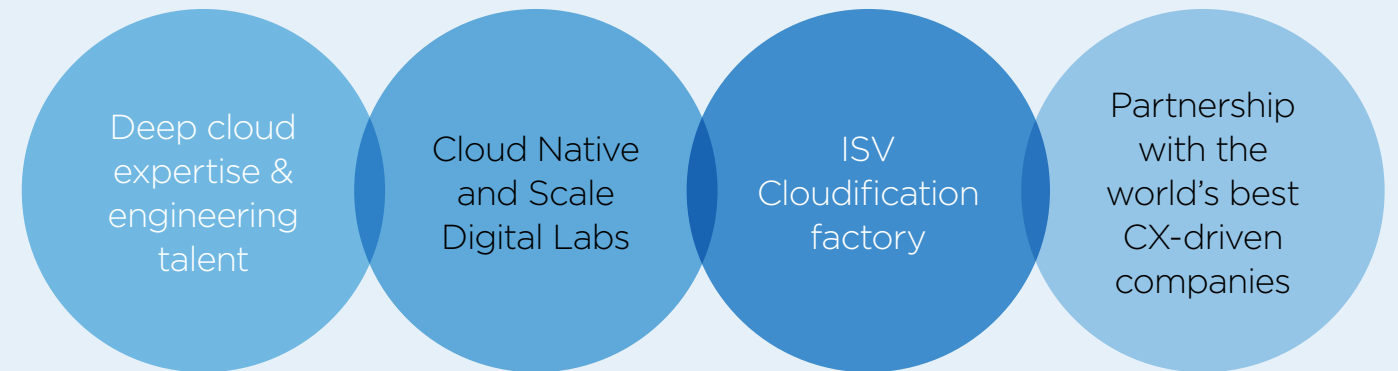 Deep cloud
expertise &
engineering
talent
Cloud Native
and Scale
Digital Labs
ISV
Cloudification
factory
Partnership
with the
world’s best
CX-driven
companies